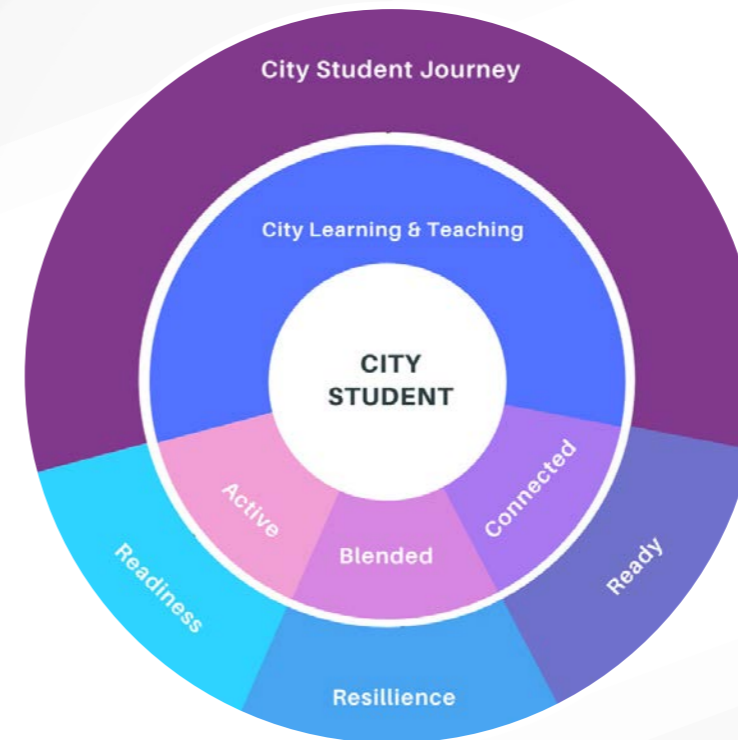 City Student Journey
City Learning & Teaching
CITY
STUDENT
Active
Blended
Connected
Readiness
Resillience
Ready